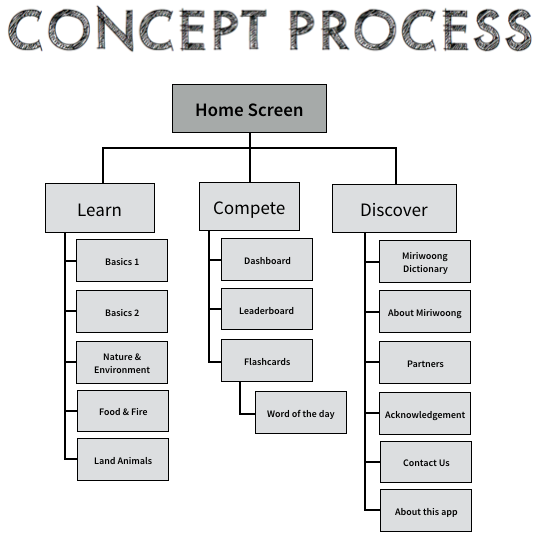 CONCEPT PROCESS
Home Screen
Learn
Basics 1
Basics 2
Nature &
Environment
Food & Fire
Land Animals
Compete
Dashboard
Leaderboard
Flashcards
Word of the day
Discover
Miriwoong
Dictionary
About Miriwoong
Partners
Acknowledgement
Contact Us
About this app